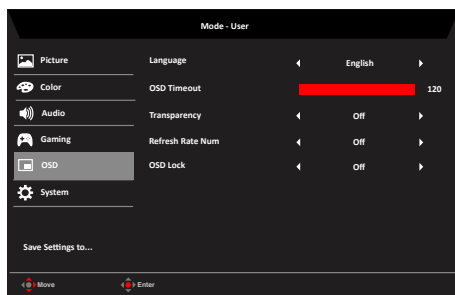 Mode - User
Picture
Language
English
Color
OSD Timeout
120
Audio
Transparency
Off
Gaming
Refresh Rate Num
Off
OSD
OSD Lock
Off
System
Save Settings to...
Move
Enter